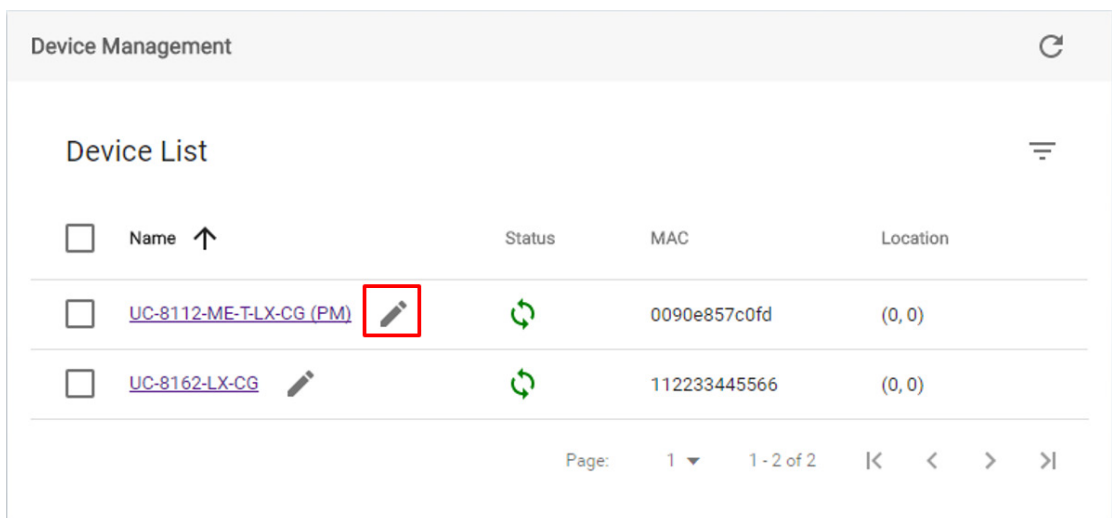 Device Management
Device List
Name Status MAC Location
UC-8112-ME-T-LX-CG (PM) 0090e857c0fd (0, 0)
UC-8162-LX-CG 112233445566 (0, 0)
Page: 1 1 - 2 of 2